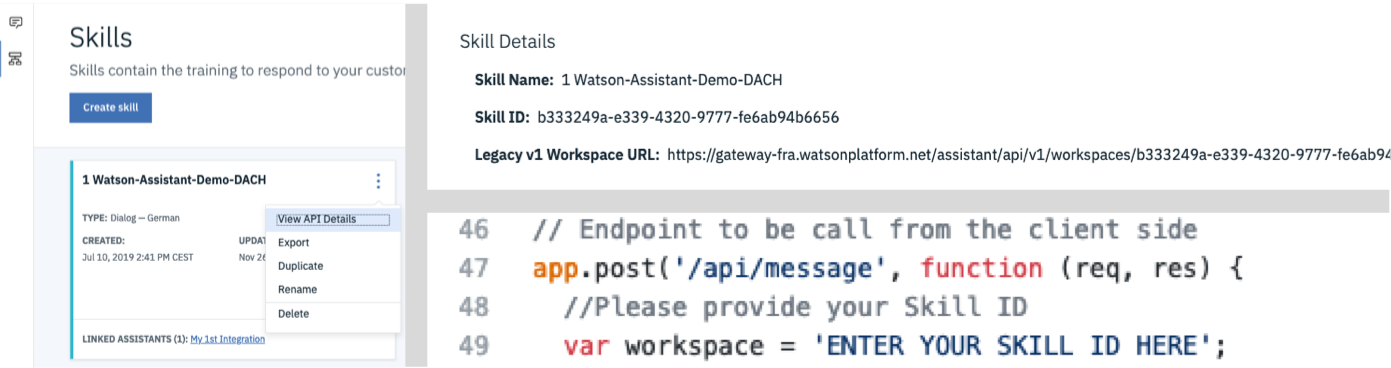 Skills
Skills contain the training to respond to your custor
Create skill
1 Watson-Assistant-Demo-DACH
TYPE: Dialog — German
CREATED:
Jul 10, 2019 2:41 PM CEST
UPDAT
Nov 26
View API Details
Export
Duplicate
Rename
Delete
LINKED ASSISTANTS (1): My 1st Integration
Skill Details
Skill Name: 1 Watson-Assistant-Demo-DACH
Skill ID: b333249a-e339-4320-9777-fe6ab94b6656
Legacy v1 Workspace URL: https://gateway-fra.watsonplatform.net/assistant/api/v1/workspaces/b333249a-e339-4320-9777-fe6ab94
46 // Endpoint to be call from the client side
47 app.post('/api/message', function (req, res) {
48 //Please provide your Skill ID
49 var workspace = 'ENTER YOUR SKILL ID HERE';